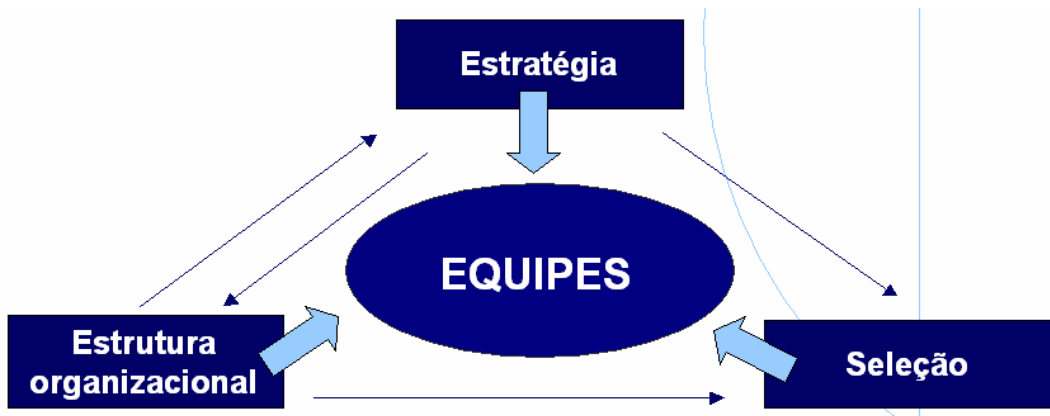 Estratégia
EQUIPES
Estrutura
organizacional
Seleção